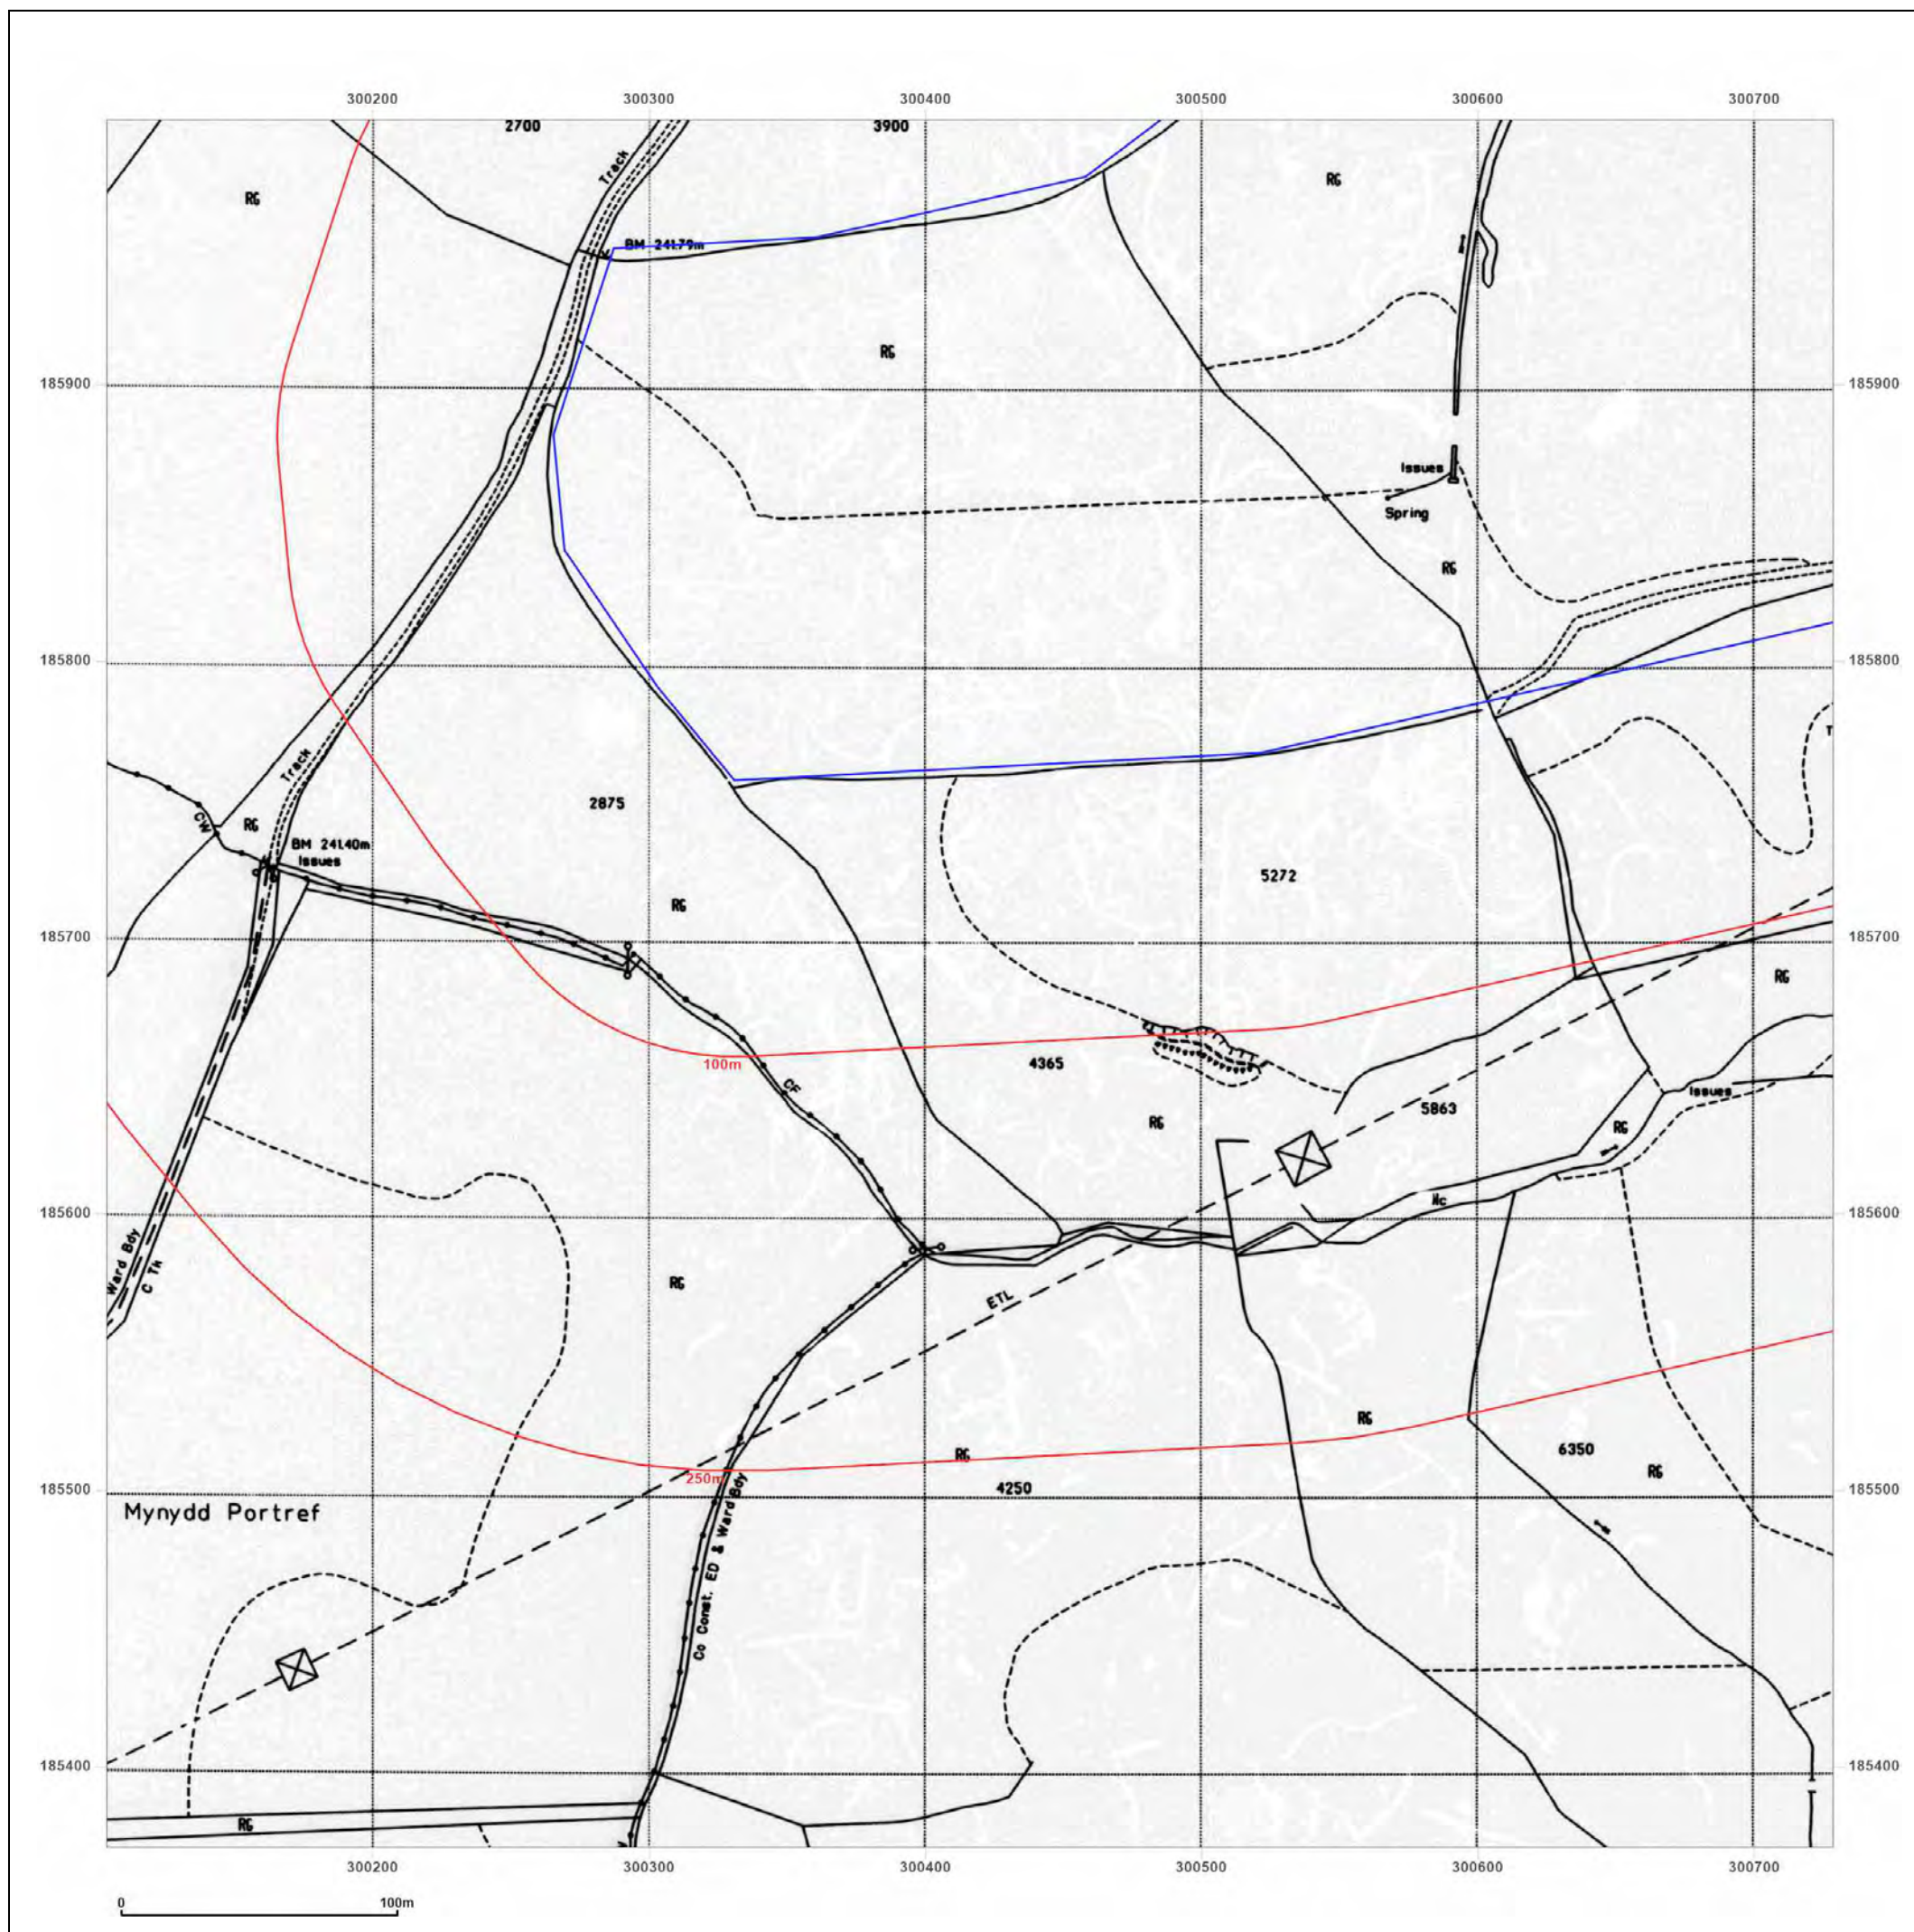 300200 300300 300400 300500 300600 300700
2700 3900
Track
RG
RG
BM 241.79m
RG
185900 185900
Issues
Spring
RG
185800 185800
Track
2875
CW
RG
BM 241.40m
Issues
5272
RG
185700 185700
RG
100m
4365
CF
Issues
5863
RG
RG
185600 185600
Nc
Ward Bdy
C Tk
RG
ETL
RG
6350
RG
RG
250m
4250
185500 185500
Mynydd Portref
Co Const. ED & Ward Bdy
185400 185400
RG
300200 300300 300400 300500 300600 300700
0 100m